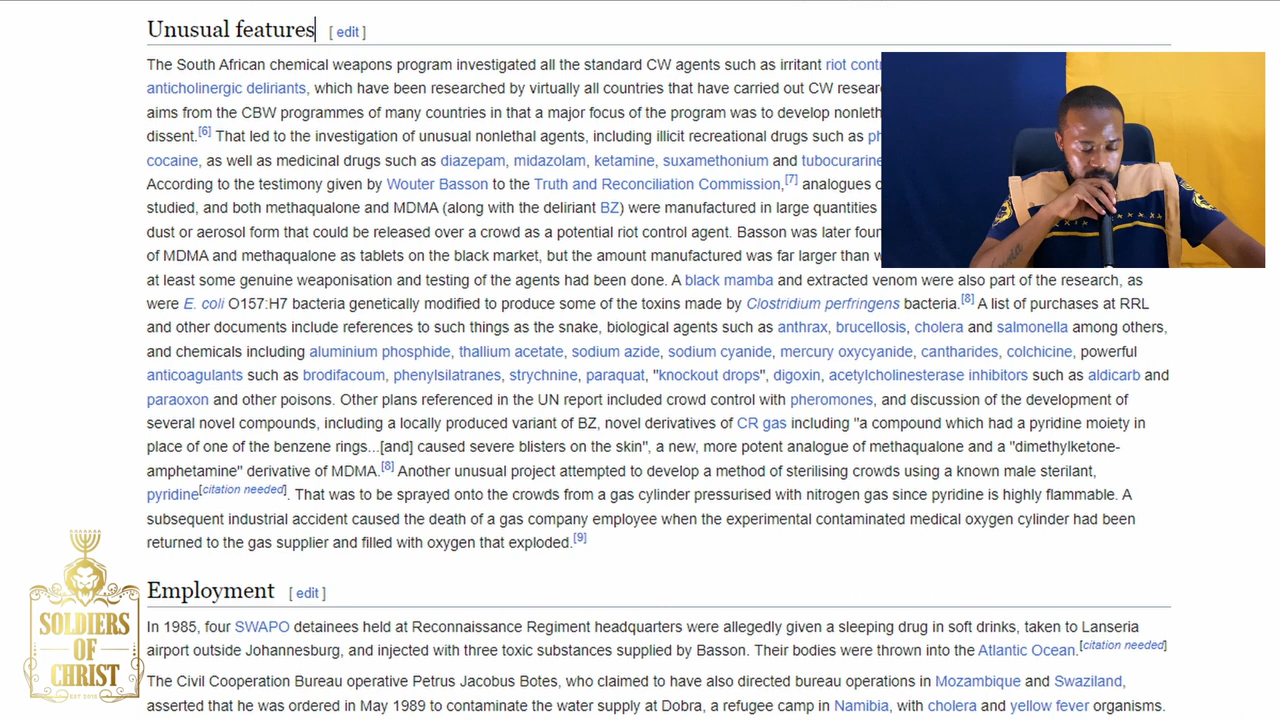 Unusual features [ edit ]
The South African chemical weapons program investigated all the standard CW agents such as irritant riot cont
anticholinergic deliriants, which have been researched by virtually all countries that have carried out CW resear
aims from the CBW programmes of many countries in that a major focus of the program was to develop nonleth
dissent.[6] That led to the investigation of unusual nonlethal agents, including illicit recreational drugs such as ph
cocaine, as well as medicinal drugs such as diazepam, midazolam, ketamine, suxamethonium and tubocurarine
According to the testimony given by Wouter Basson to the Truth and Reconciliation Commission,[7] analogues
studied, and both methaqualone and MDMA (along with the deliriant BZ) were manufactured in large quantities
dust or aerosol form that could be released over a crowd as a potential riot control agent. Basson was later foun
of MDMA and methaqualone as tablets on the black market, but the amount manufactured was far larger than w
at least some genuine weaponisation and testing of the agents had been done. A black mamba and extracted venom were also part of the research, as
were E. coli O157:H7 bacteria genetically modified to produce some of the toxins made by Clostridium perfringens bacteria.[8] A list of purchases at RRL
and other documents include references to such things as the snake, biological agents such as anthrax, brucellosis, cholera and salmonella among others,
and chemicals including aluminium phosphide, thallium acetate, sodium azide, sodium cyanide, mercury oxycyanide, cantharides, colchicine, powerful
anticoagulants such as brodifacoum, phenylsilatranes, strychnine, paraquat, "knockout drops", digoxin, acetylcholinesterase inhibitors such as aldicarb and
paraoxon and other poisons. Other plans referenced in the UN report included crowd control with pheromones, and discussion of the development of
several novel compounds, including a locally produced variant of BZ, novel derivatives of CR gas including "a compound which had a pyridine moiety in
place of one of the benzene rings...[and] caused severe blisters on the skin", a new, more potent analogue of methaqualone and a "dimethylketone-
amphetamine" derivative of MDMA.[8] Another unusual project attempted to develop a method of sterilising crowds using a known male sterilant,
pyridine[citation needed]. That was to be sprayed onto the crowds from a gas cylinder pressurised with nitrogen gas since pyridine is highly flammable. A
subsequent industrial accident caused the death of a gas company employee when the experimental contaminated medical oxygen cylinder had been
returned to the gas supplier and filled with oxygen that exploded.[9]
Employment [ edit ]
In 1985, four SWAPO detainees held at Reconnaissance Regiment headquarters were allegedly given a sleeping drug in soft drinks, taken to Lanseria
airport outside Johannesburg, and injected with three toxic substances supplied by Basson. Their bodies were thrown into the Atlantic Ocean.[citation needed]
The Civil Cooperation Bureau operative Petrus Jacobus Botes, who claimed to have also directed bureau operations in Mozambique and Swaziland,
asserted that he was ordered in May 1989 to contaminate the water supply at Dobra, a refugee camp in Namibia, with cholera and yellow fever organisms.
SOLDIERS
OF
CHRIST